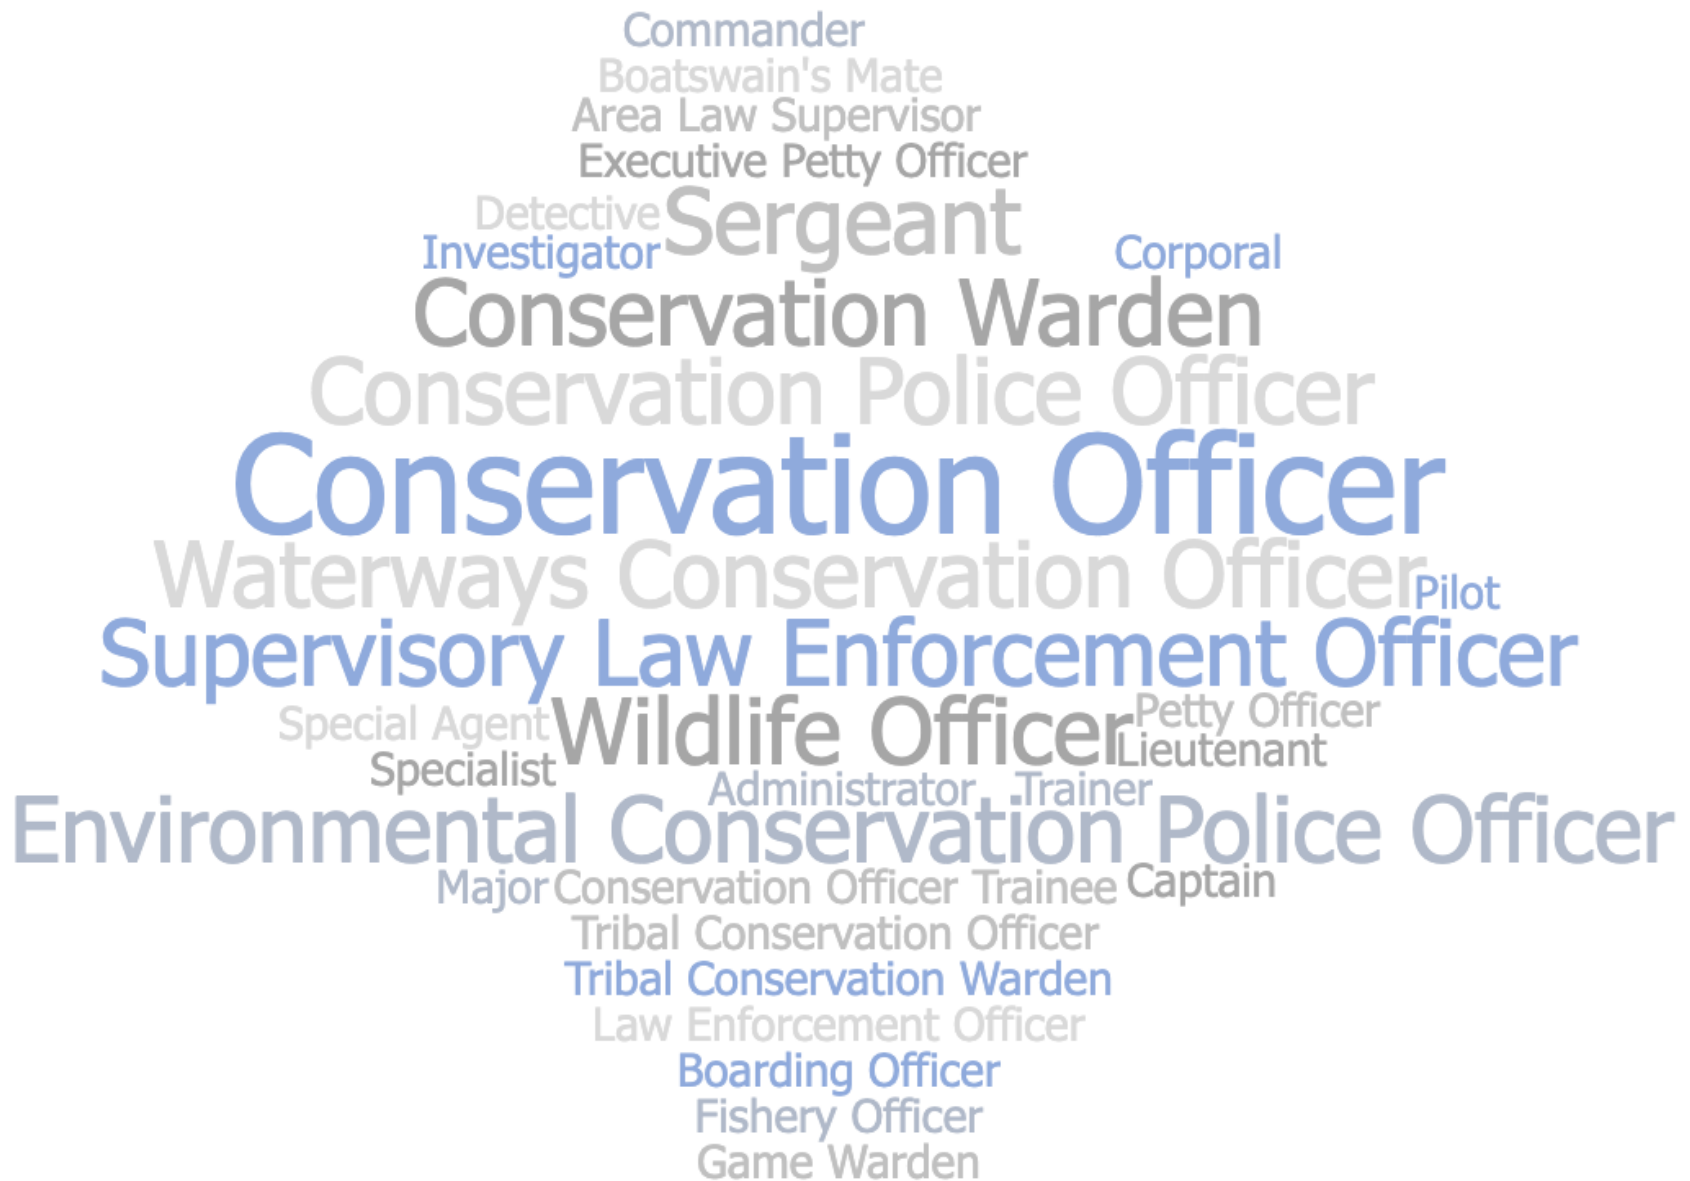 Commander
Boatswain's Mate
Area Law Supervisor
Executive Petty Officer
Detective
Sergeant
Investigator
Corporal
Conservation Warden
Conservation Police Officer
Conservation Officer
Waterways Conservation Officer
Pilot
Supervisory Law Enforcement Officer
Special Agent
Wildlife Officer
Petty Officer
Specialist
Lieutenant
Administrator
Trainer
Environmental Conservation Police Officer
Major
Conservation Officer Trainee
Captain
Tribal Conservation Officer
Tribal Conservation Warden
Law Enforcement Officer
Boarding Officer
Fishery Officer
Game Warden